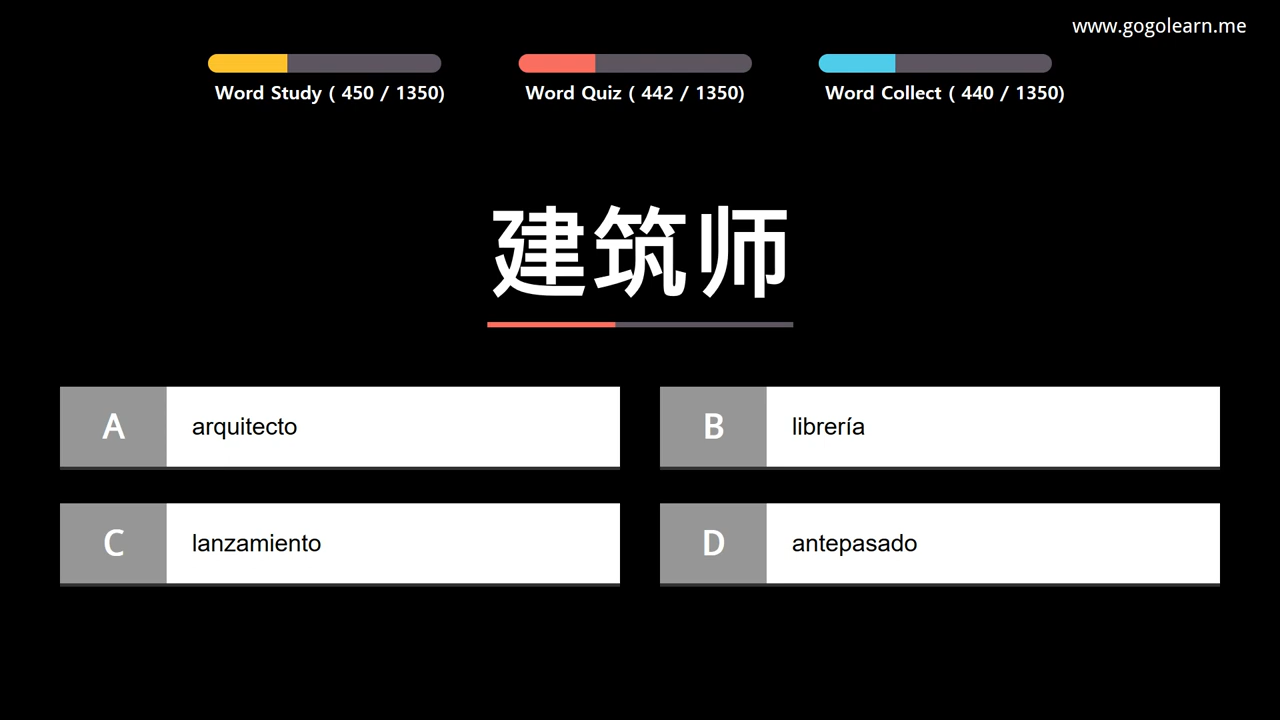 www.gogolearn.me
Word Study ( 450 / 1350)
Word Quiz ( 442 / 1350)
Word Collect ( 440 / 1350)
建筑师
A
arquitecto
B
librería
C
lanzamiento
D
antepasado